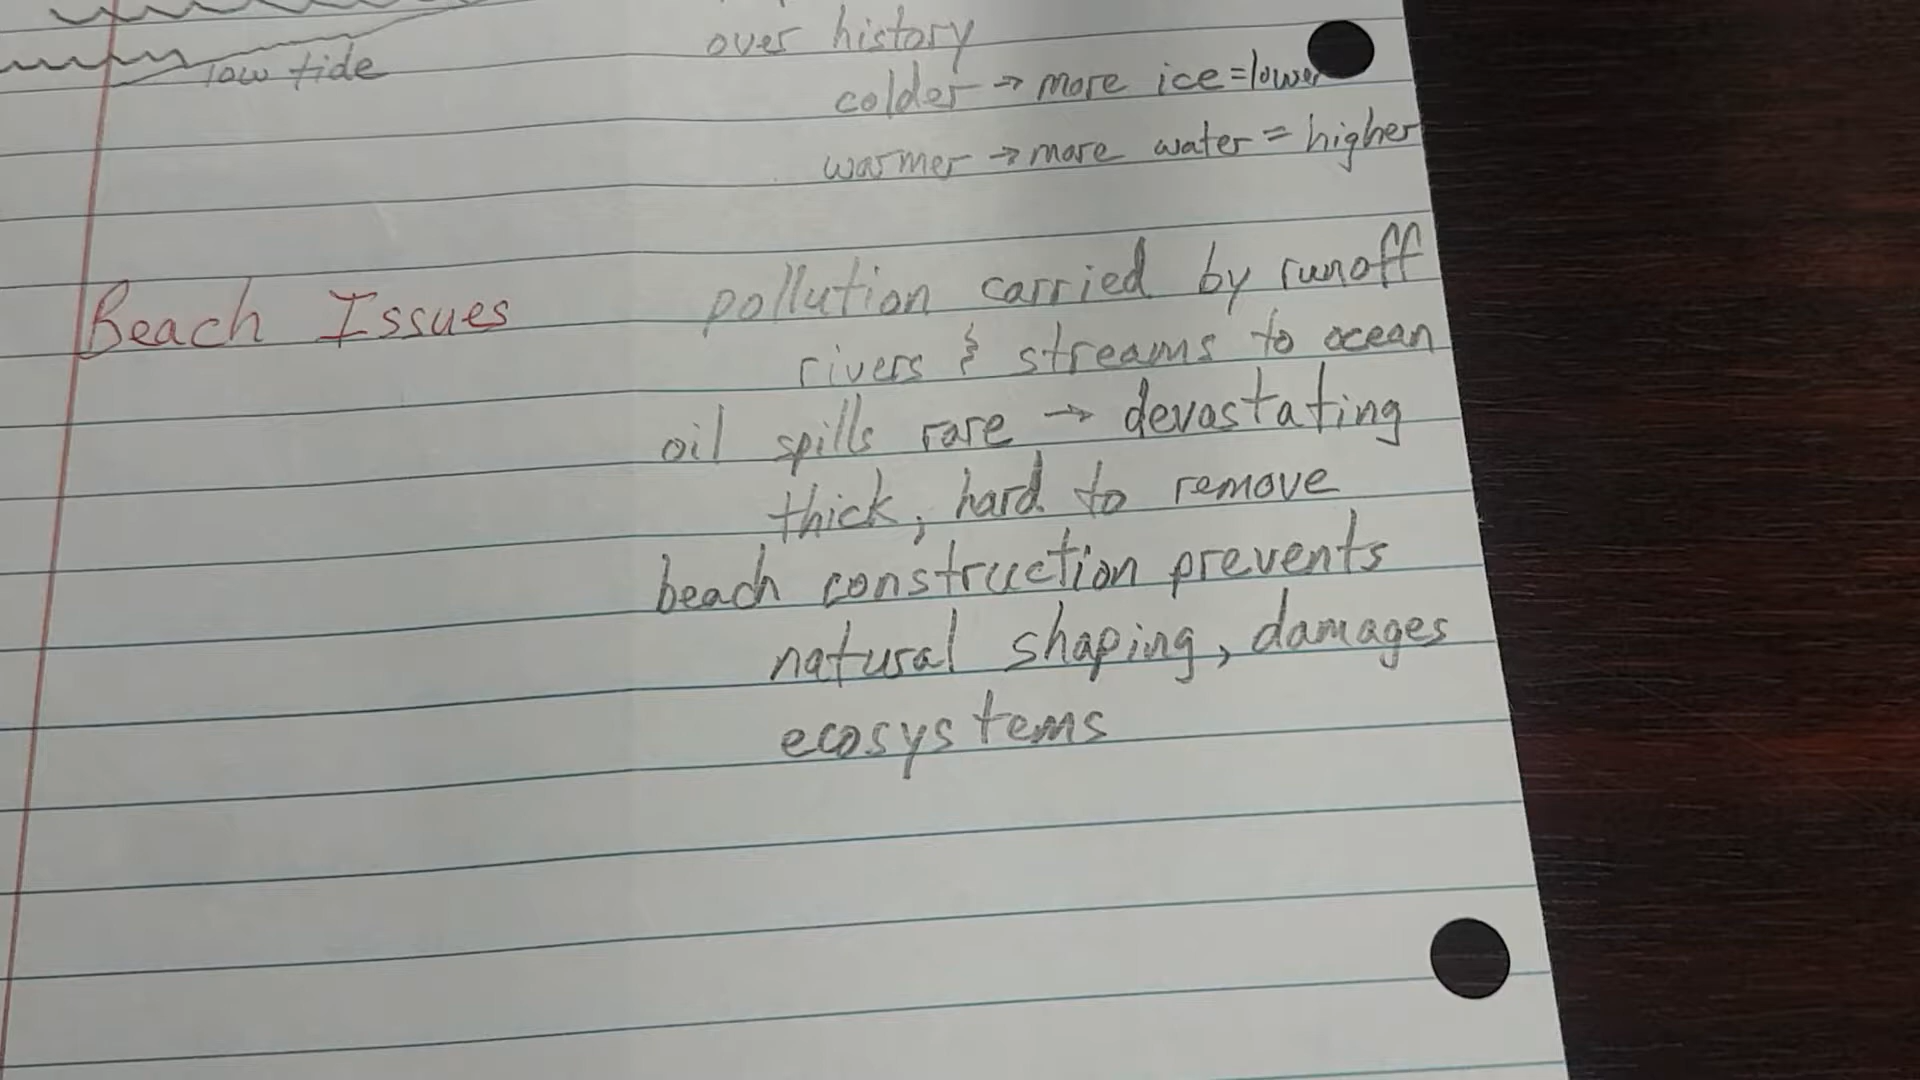 low tide
over history
colder → more ice = lower
warmer → more water = higher
Beach Issues
pollution carried by runoff
rivers & streams to ocean
oil spills rare → devastating
thick, hard to remove
beach construction prevents
natural shaping, damages
ecosystems